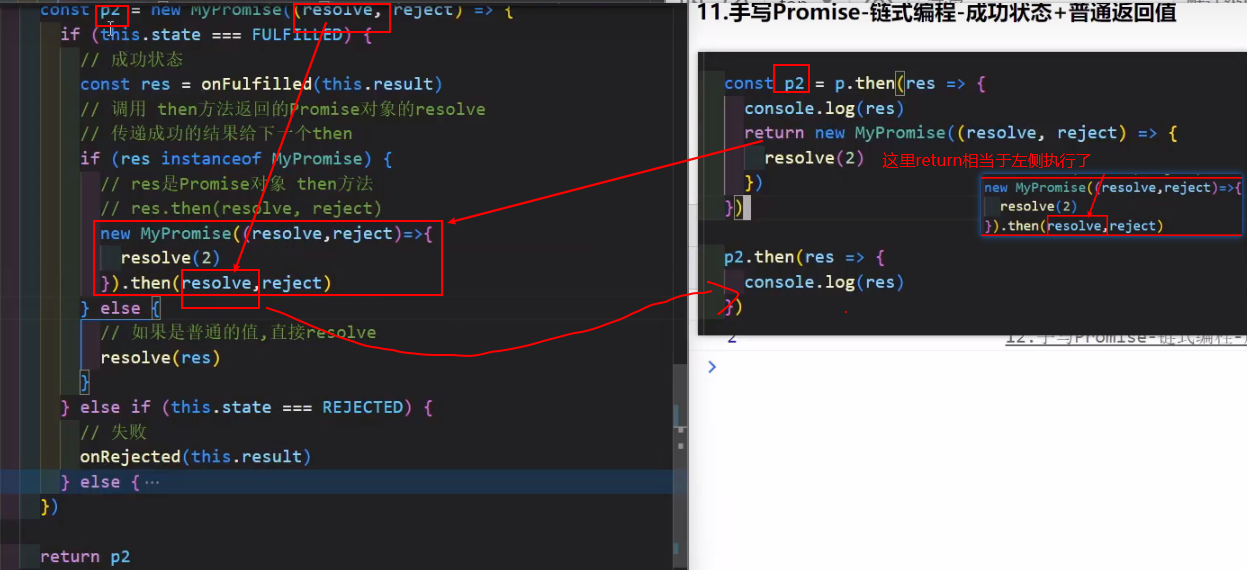 const p2 = new MyPromise((resolve, reject) => {
if (this.state === FULFILLED) {
// 成功状态
const res = onFulfilled(this.result)
// 调用 then方法返回的Promise对象的resolve
// 传递成功的结果给下一个then
if (res instanceof MyPromise) {
// res是Promise对象 then方法
// res.then(resolve, reject)
new MyPromise((resolve,reject)=>{
resolve(2)
}).then(resolve,reject)
} else {
// 如果是普通的值,直接resolve
resolve(res)
}
} else if (this.state === REJECTED) {
// 失败
onRejected(this.result)
} else {…
})
return p2
11.手写Promise-链式编程-成功状态+普通返回值
const p2 = p.then(res => {
console.log(res)
return new MyPromise((resolve, reject) => {
resolve(2)
})
})
这里return相当于左侧执行了
new MyPromise((resolve,reject)=>{
resolve(2)
}).then(resolve,reject)
p2.then(res => {
console.log(res)
})
2
12.手写Promise-链式编程-
>